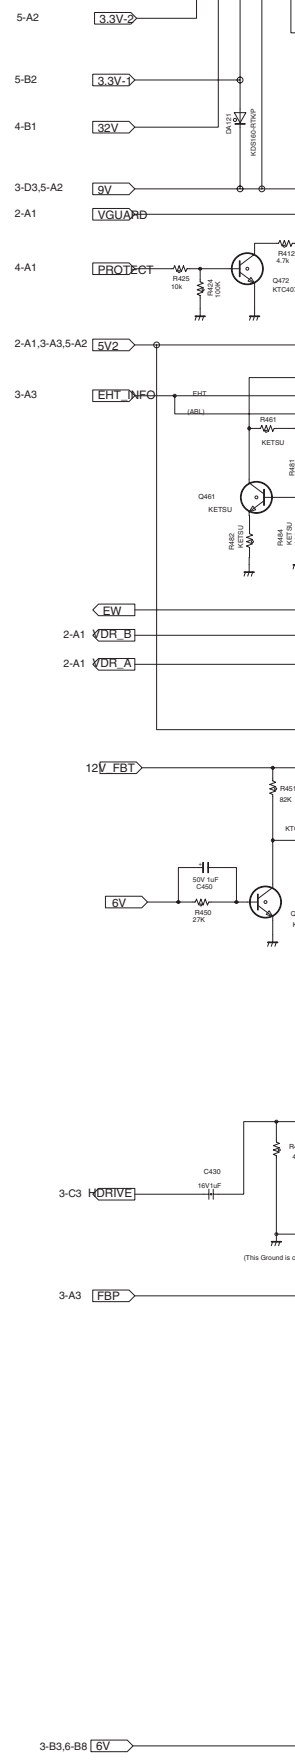 5-A2 3.3V-2
5-B2 3.3V-1
DA121
KDS160-RTK/P
4-B1 32V
3-D3,5-A2 9V
2-A1 VGUARD
R412
4.7k
4-A1 PROTECT
R425
10k
R424
100K
Q472
2-A1,3-A3,5-A2 5V2
3-A3 EHT_INFO EHT
(ABL)
R461
KETSU
R481
Q461
KETSU
R482
KETSU
R484
KETSU
EW
2-A1 VDR_B
2-A1 VDR_A
12V_FBT
R451
82K
50V 1uF
C450
6V
R450
27K
C430
16V1uF
3-C3 HDRIVE
(This Ground is
3-A3 FBP
3-B3,6-B8 6V